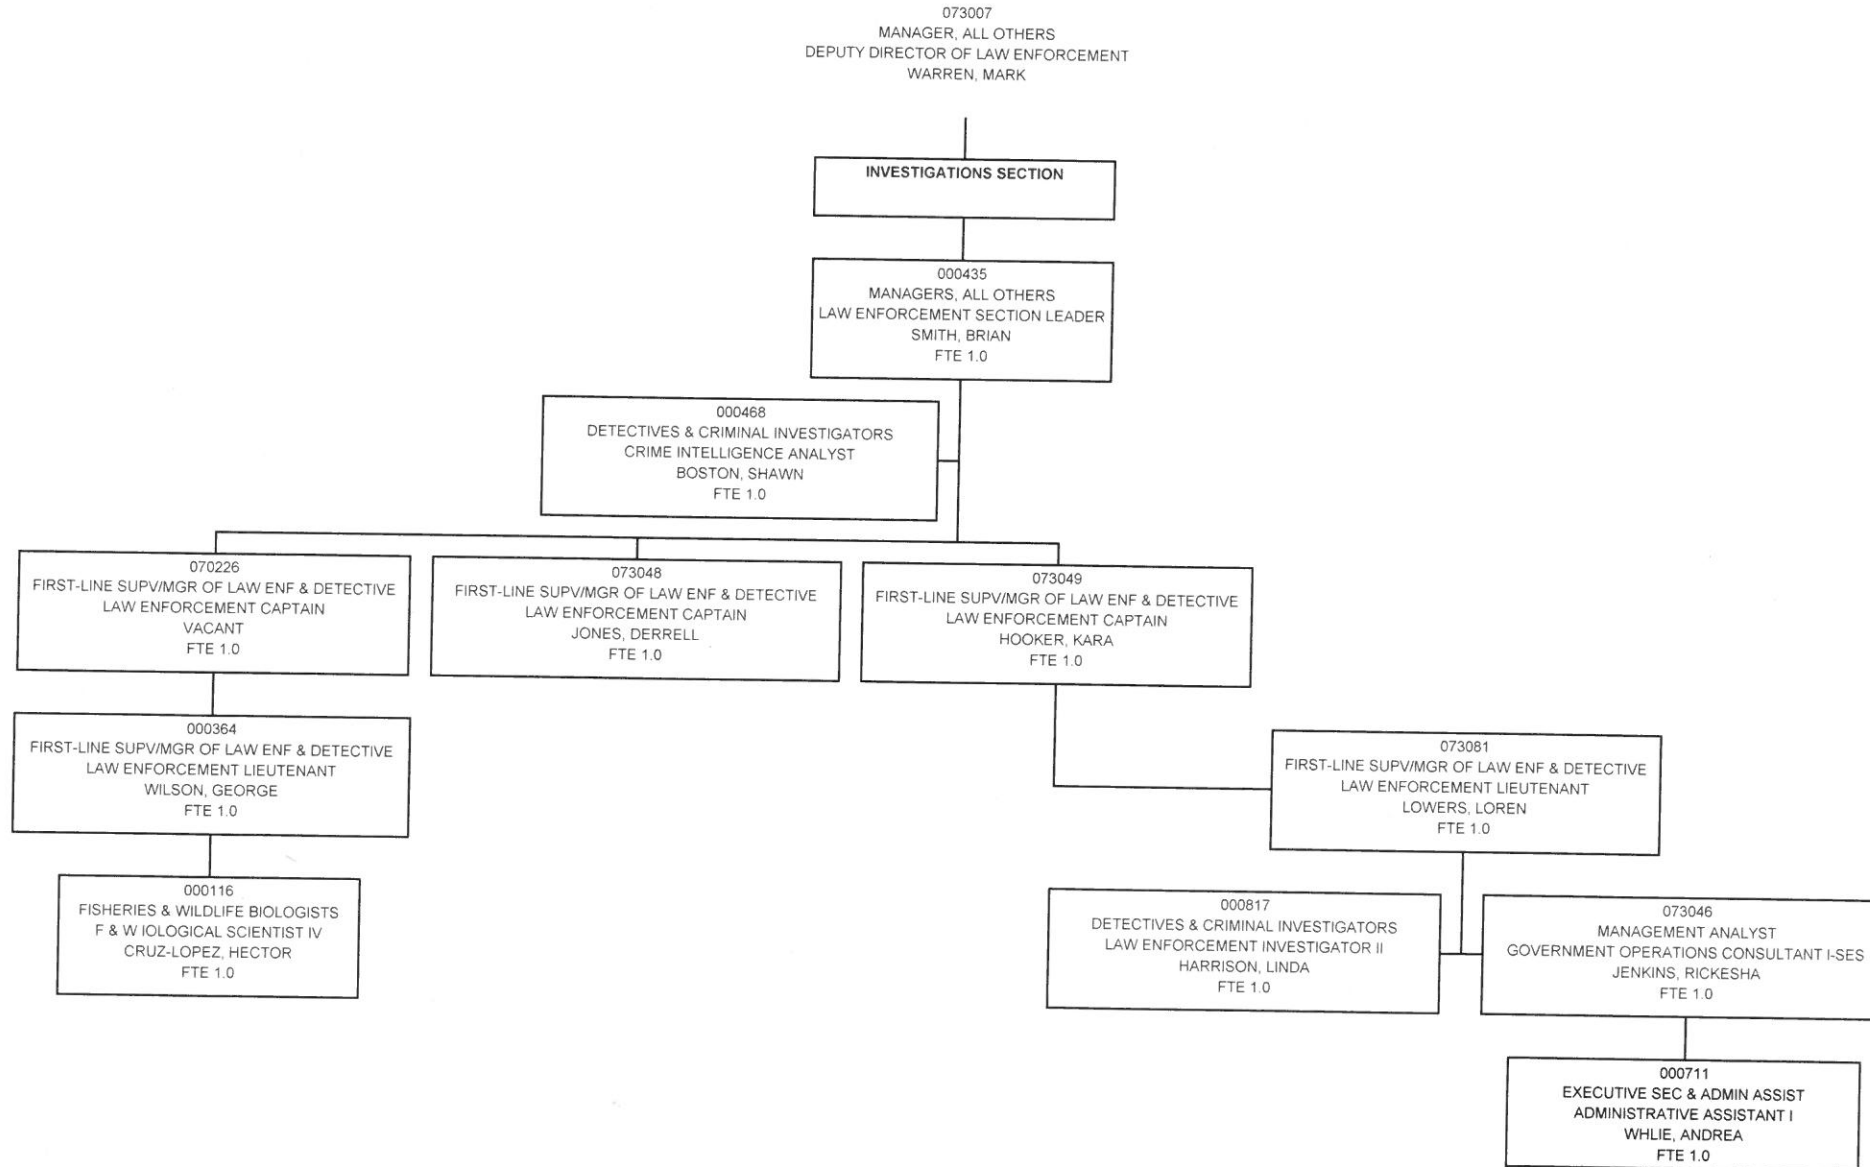 073007
MANAGER, ALL OTHERS
DEPUTY DIRECTOR OF LAW ENFORCEMENT
WARREN, MARK
INVESTIGATIONS SECTION
000435
MANAGERS, ALL OTHERS
LAW ENFORCEMENT SECTION LEADER
SMITH, BRIAN
FTE 1.0
000468
DETECTIVES & CRIMINAL INVESTIGATORS
CRIME INTELLIGENCE ANALYST
BOSTON, SHAWN
FTE 1.0
070226
FIRST-LINE SUPV/MGR OF LAW ENF & DETECTIVE
LAW ENFORCEMENT CAPTAIN
VACANT
FTE 1.0
073048
FIRST-LINE SUPV/MGR OF LAW ENF & DETECTIVE
LAW ENFORCEMENT CAPTAIN
JONES, DERRELL
FTE 1.0
073049
FIRST-LINE SUPV/MGR OF LAW ENF & DETECTIVE
LAW ENFORCEMENT CAPTAIN
HOOKER, KARA
FTE 1.0
000364
FIRST-LINE SUPV/MGR OF LAW ENF & DETECTIVE
LAW ENFORCEMENT LIEUTENANT
WILSON, GEORGE
FTE 1.0
073081
FIRST-LINE SUPV/MGR OF LAW ENF & DETECTIVE
LAW ENFORCEMENT LIEUTENANT
LOWERS, LOREN
FTE 1.0
000116
FISHERIES & WILDLIFE BIOLOGISTS
F & W IOLOGICAL SCIENTIST IV
CRUZ-LOPEZ, HECTOR
FTE 1.0
000817
DETECTIVES & CRIMINAL INVESTIGATORS
LAW ENFORCEMENT INVESTIGATOR II
HARRISON, LINDA
FTE 1.0
073046
MANAGEMENT ANALYST
GOVERNMENT OPERATIONS CONSULTANT I-SES
JENKINS, RICKESHA
FTE 1.0
000711
EXECUTIVE SEC & ADMIN ASSIST
ADMINISTRATIVE ASSISTANT I
WHLIE, ANDREA
FTE 1.0